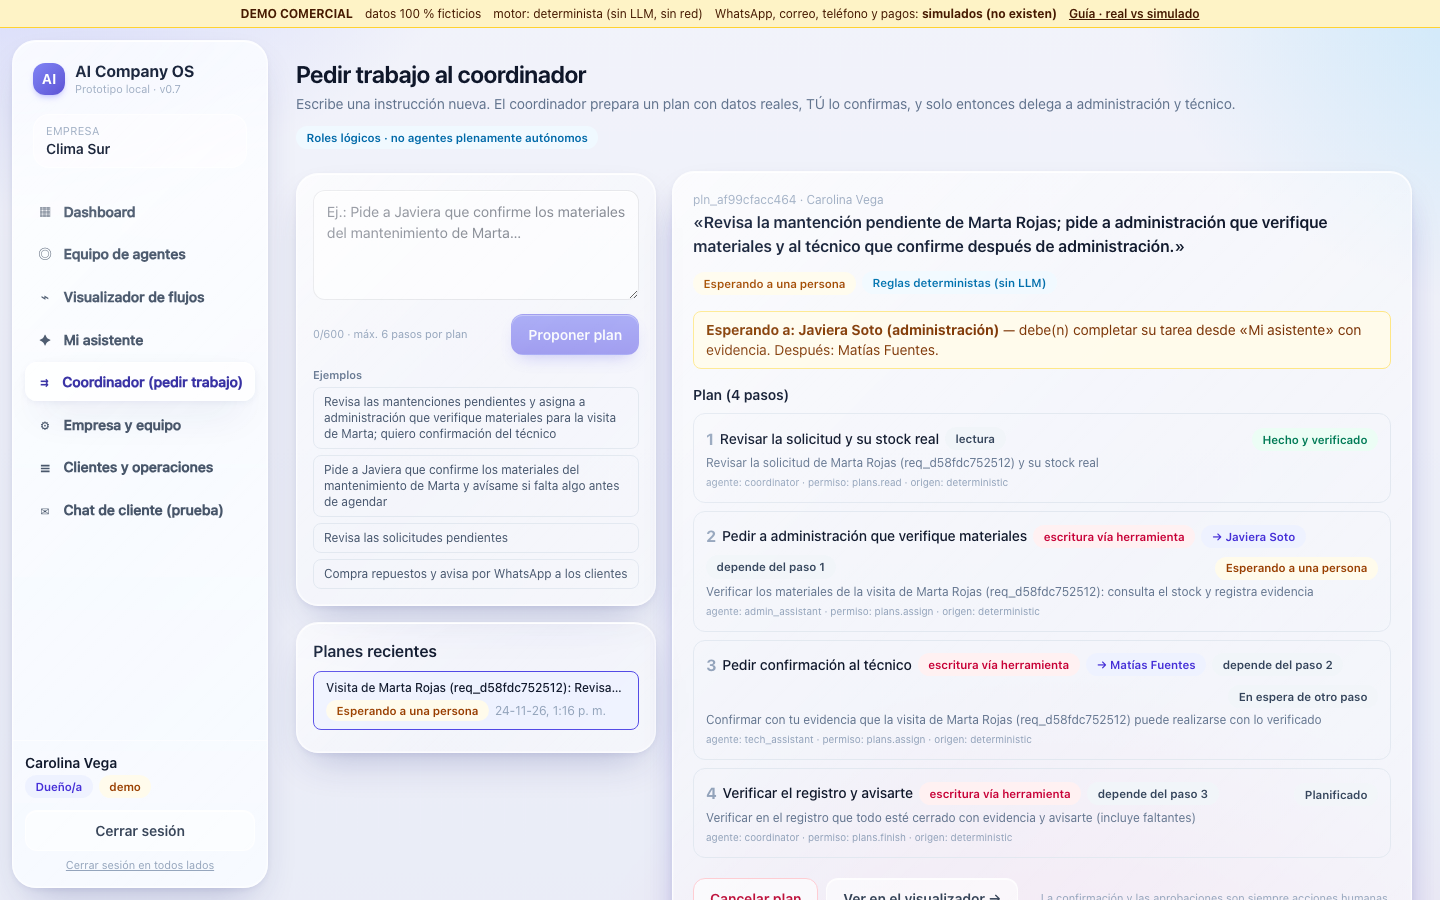 DEMO COMERCIAL datos 100 % ficticios motor: determinista (sin LLM, sin red) WhatsApp, correo, teléfono y pagos: simulados (no existen) Guía · real vs simulado
AI
AI Company OS
Prototipo local · v0.7
EMPRESA
Clima Sur
Dashboard
Equipo de agentes
Visualizador de flujos
Mi asistente
Coordinador (pedir trabajo)
Empresa y equipo
Clientes y operaciones
Chat de cliente (prueba)
Carolina Vega
Dueño/a demo
Cerrar sesión
Cerrar sesión en todos lados
Pedir trabajo al coordinador
Escribe una instrucción nueva. El coordinador prepara un plan con datos reales, TÚ lo confirmas, y solo entonces delega a administración y técnico.
Roles lógicos · no agentes plenamente autónomos
Ej.: Pide a Javiera que confirme los materiales
del mantenimiento de Marta...
0/600 · máx. 6 pasos por plan
Proponer plan
Ejemplos
Revisa las mantenciones pendientes y asigna a
administración que verifique materiales para la visita
de Marta; quiero confirmación del técnico
Pide a Javiera que confirme los materiales del
mantenimiento de Marta y avísame si falta algo antes
de agendar
Revisa las solicitudes pendientes
Compra repuestos y avisa por WhatsApp a los clientes
Planes recientes
Visita de Marta Rojas (req_d58fdc752512): Revisa...
Esperando a una persona 24-11-26, 1:16 p. m.
pln_af99cfacc464 · Carolina Vega
«Revisa la mantención pendiente de Marta Rojas; pide a administración que verifique
materiales y al técnico que confirme después de administración.»
Esperando a una persona Reglas deterministas (sin LLM)
Esperando a: Javiera Soto (administración) — debe(n) completar su tarea desde «Mi asistente» con
evidencia. Después: Matías Fuentes.
Plan (4 pasos)
1 Revisar la solicitud y su stock real lectura Hecho y verificado
Revisar la solicitud de Marta Rojas (req_d58fdc752512) y su stock real
agente: coordinator · permiso: plans.read · origen: deterministic
2 Pedir a administración que verifique materiales escritura vía herramienta → Javiera Soto
depende del paso 1 Esperando a una persona
Verificar los materiales de la visita de Marta Rojas (req_d58fdc752512): consulta el stock y registra evidencia
agente: admin_assistant · permiso: plans.assign · origen: deterministic
3 Pedir confirmación al técnico escritura vía herramienta → Matías Fuentes depende del paso 2
En espera de otro paso
Confirmar con tu evidencia que la visita de Marta Rojas (req_d58fdc752512) puede realizarse con lo verificado
agente: tech_assistant · permiso: plans.assign · origen: deterministic
4 Verificar el registro y avisarte escritura vía herramienta depende del paso 3 Planificado
Verificar en el registro que todo esté cerrado con evidencia y avisarte (incluye faltantes)
agente: coordinator · permiso: plans.finish · origen: deterministic
Cancelar plan Ver en el visualizador → La confirmación y las aprobaciones son siempre acciones humanas